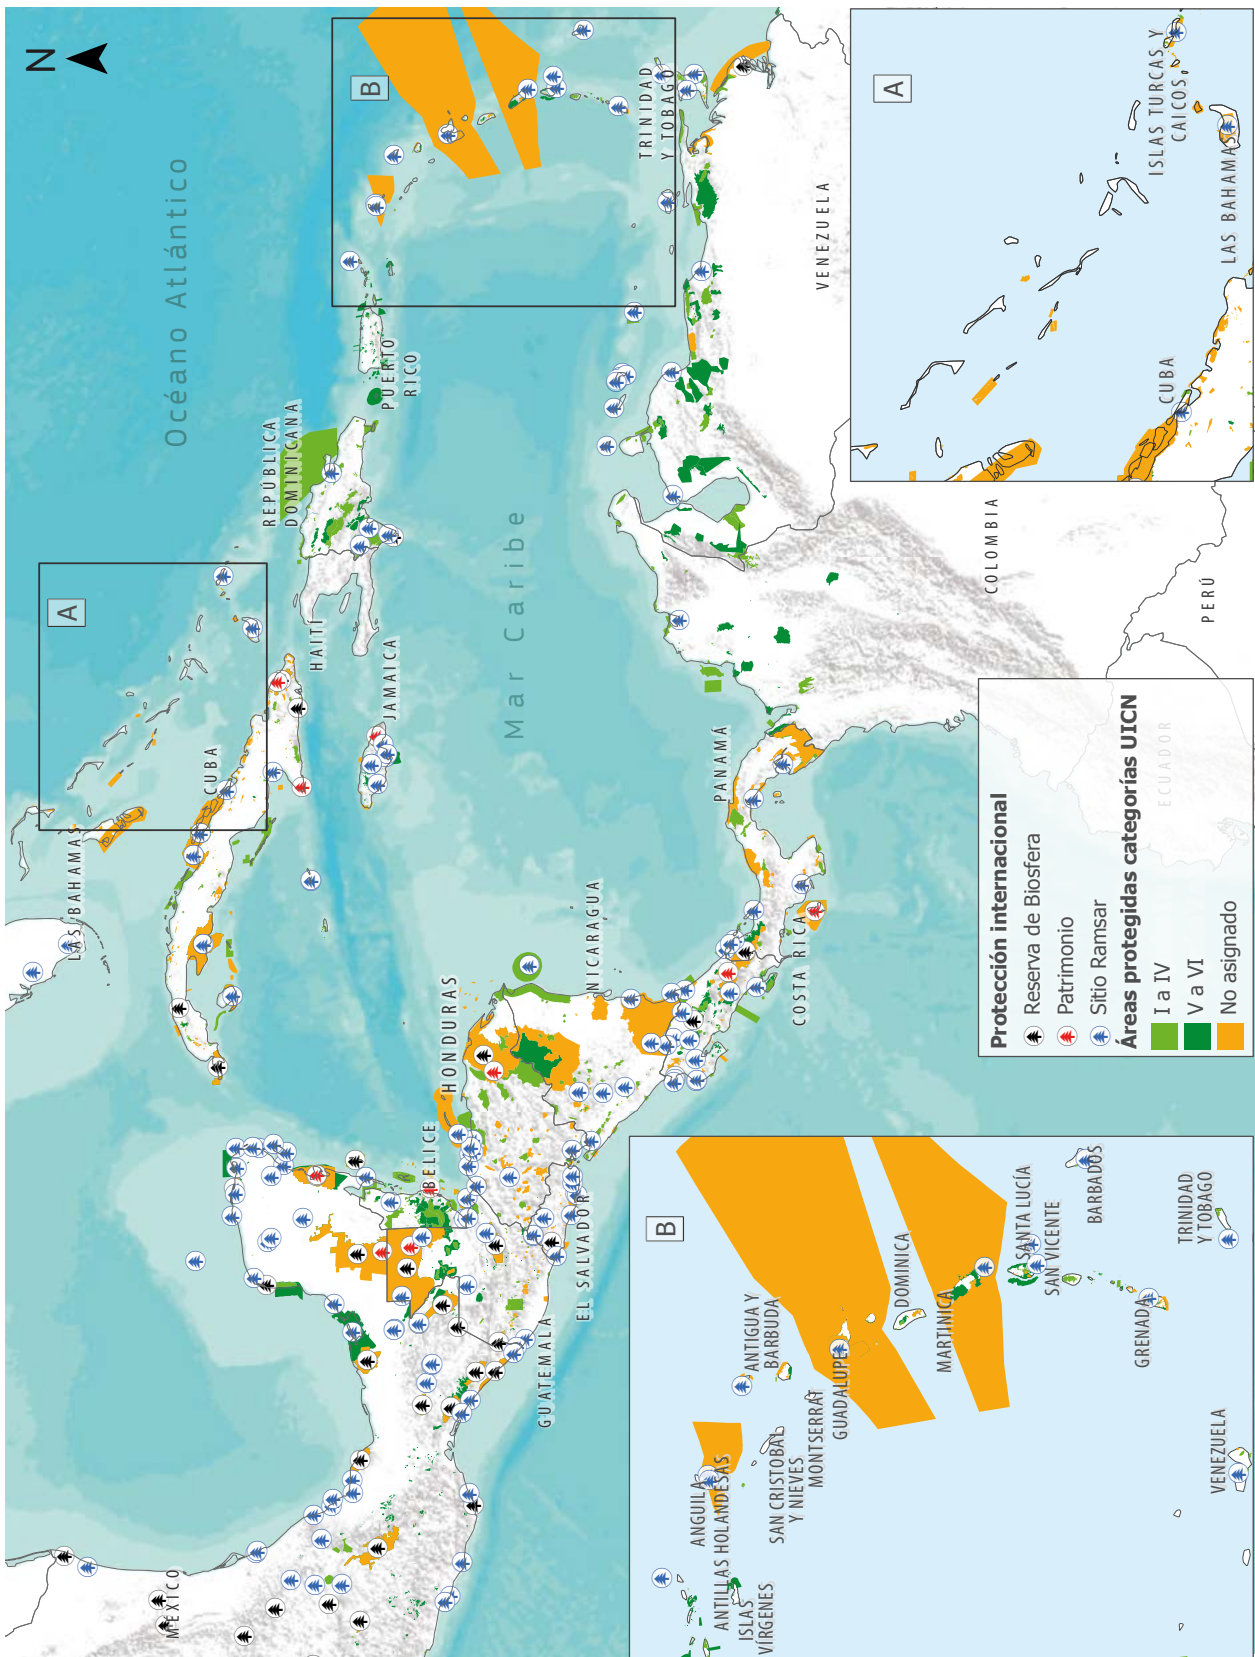 N
Océano Atlántico
Mar Caribe
A
B
LAS BAHAMAS
CUBA
HAITÍ
JAMAICA
REPÚBLICA
DOMINICANA
PUERTO
RICO
TRINIDAD
Y TOBAGO
VENEZUELA
COLOMBIA
PERÚ
ECUADOR
PANAMÁ
COSTA RICA
NICARAGUA
HONDURAS
BELICE
EL SALVADOR
GUATEMALA
MÉXICO
Protección internacional
Reserva de Biosfera
Patrimonio
Sitio Ramsar
Áreas protegidas categorías UICN
I a IV
V a VI
No asignado
B
ANGUILA
ANTILLAS HOLANDESAS
ISLAS
VÍRGENES
SAN CRISTOBAL
Y NIEVES
MONTSERRAT
ANTIGUA Y
BARBUDA
GUADALUPE
DOMINICA
MARTINICA
SANTA LUCÍA
SAN VICENTE
BARBADOS
GRENADA
TRINIDAD
Y TOBAGO
VENEZUELA
A
ISLAS TURCAS Y
CAICOS
LAS BAHAMAS
CUBA